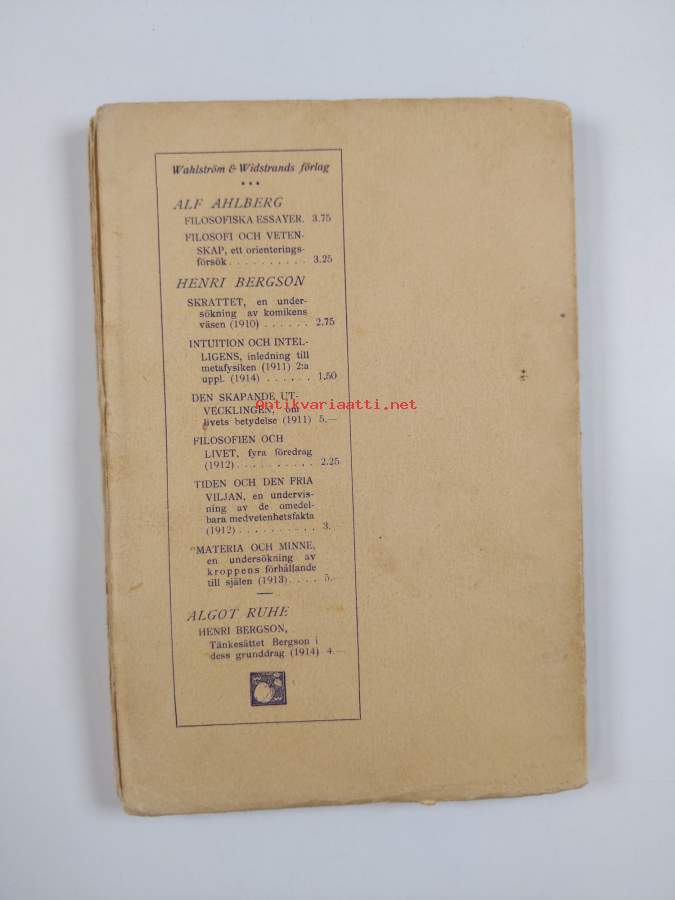 Wahlström & Widstrands förlag
•••
ALF AHLBERG
FILOSOFISKA ESSAYER. 3.75
FILOSOFI OCH VETEN-
SKAP, ett orienterings-
försök.......... 3.25
HENRI BERGSON
SKRATTET, en under-
sökning av komikens
väsen (1910) ...... 2.75
INTUITION OCH INTEL-
LIGENS, inledning till
metafysiken (1911) 2:a
uppl. (1914) ...... 1,50
DEN SKAPANDE UT-
VECKLINGEN, om
livets betydelse (1911) 5.—
Antikvariaatti.net
FILOSOFIEN OCH
LIVET, fyra föredrag
(1912).......... 2.25
TIDEN OCH DEN FRIA
VILJAN, en undervis-
ning av de omedel-
bara medvetenhetsfakta
(1912).......... 3.
MATERIA OCH MINNE,
en undersökning av
kroppens förhållande
till själen (1913).... 5.—
ALGOT RUHE
HENRI BERGSON,
Tänkesättet Bergson i
dess grunddrag (1914) 4.—